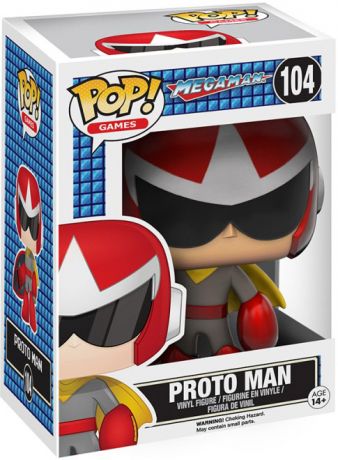 POP!
GAMES
MEGAMAN
104
PROTO MAN
104
PROTO MAN
VINYL FIGURE / FIGURINE EN VINYLE /
FIGURA DE VINIL
WARNING: Choking Hazard.
May contain small parts.
AGE
14+